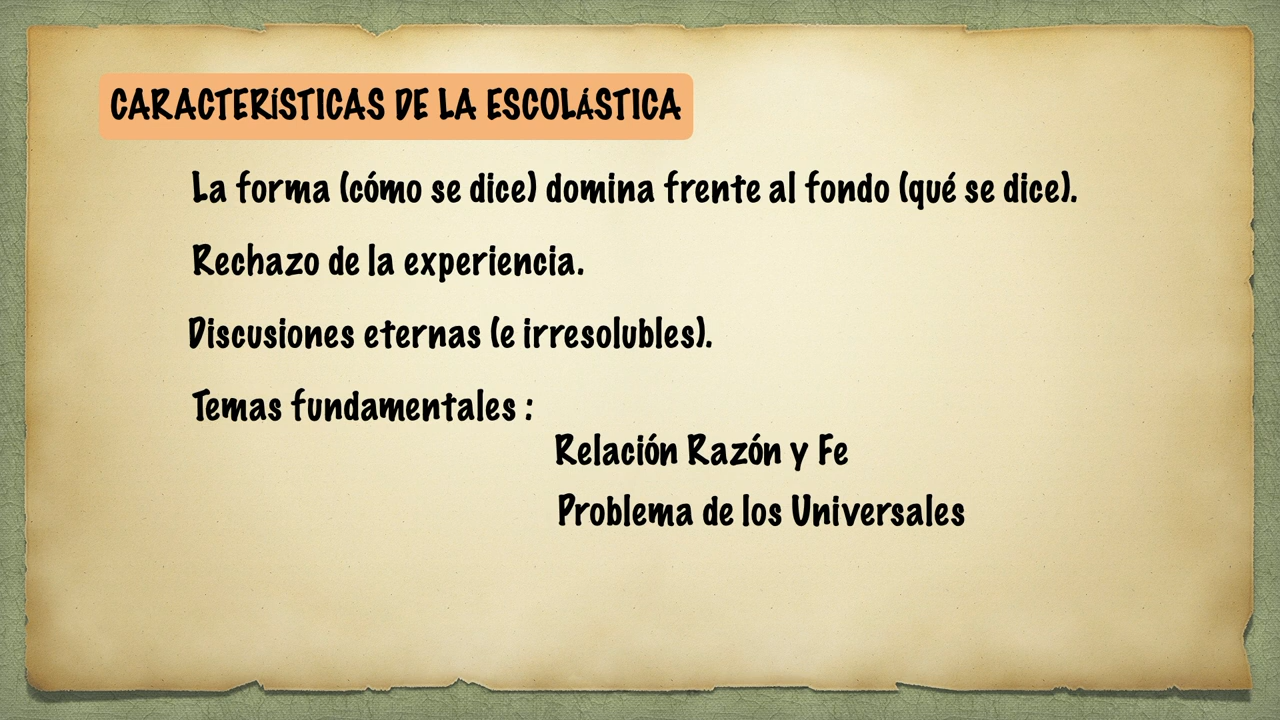 CARACTERÍSTICAS DE LA ESCOLÁSTICA
La forma (cómo se dice) domina frente al fondo (qué se dice).
Rechazo de la experiencia.
Discusiones eternas (e irresolubles).
Temas fundamentales :
Relación Razón y Fe
Problema de los Universales